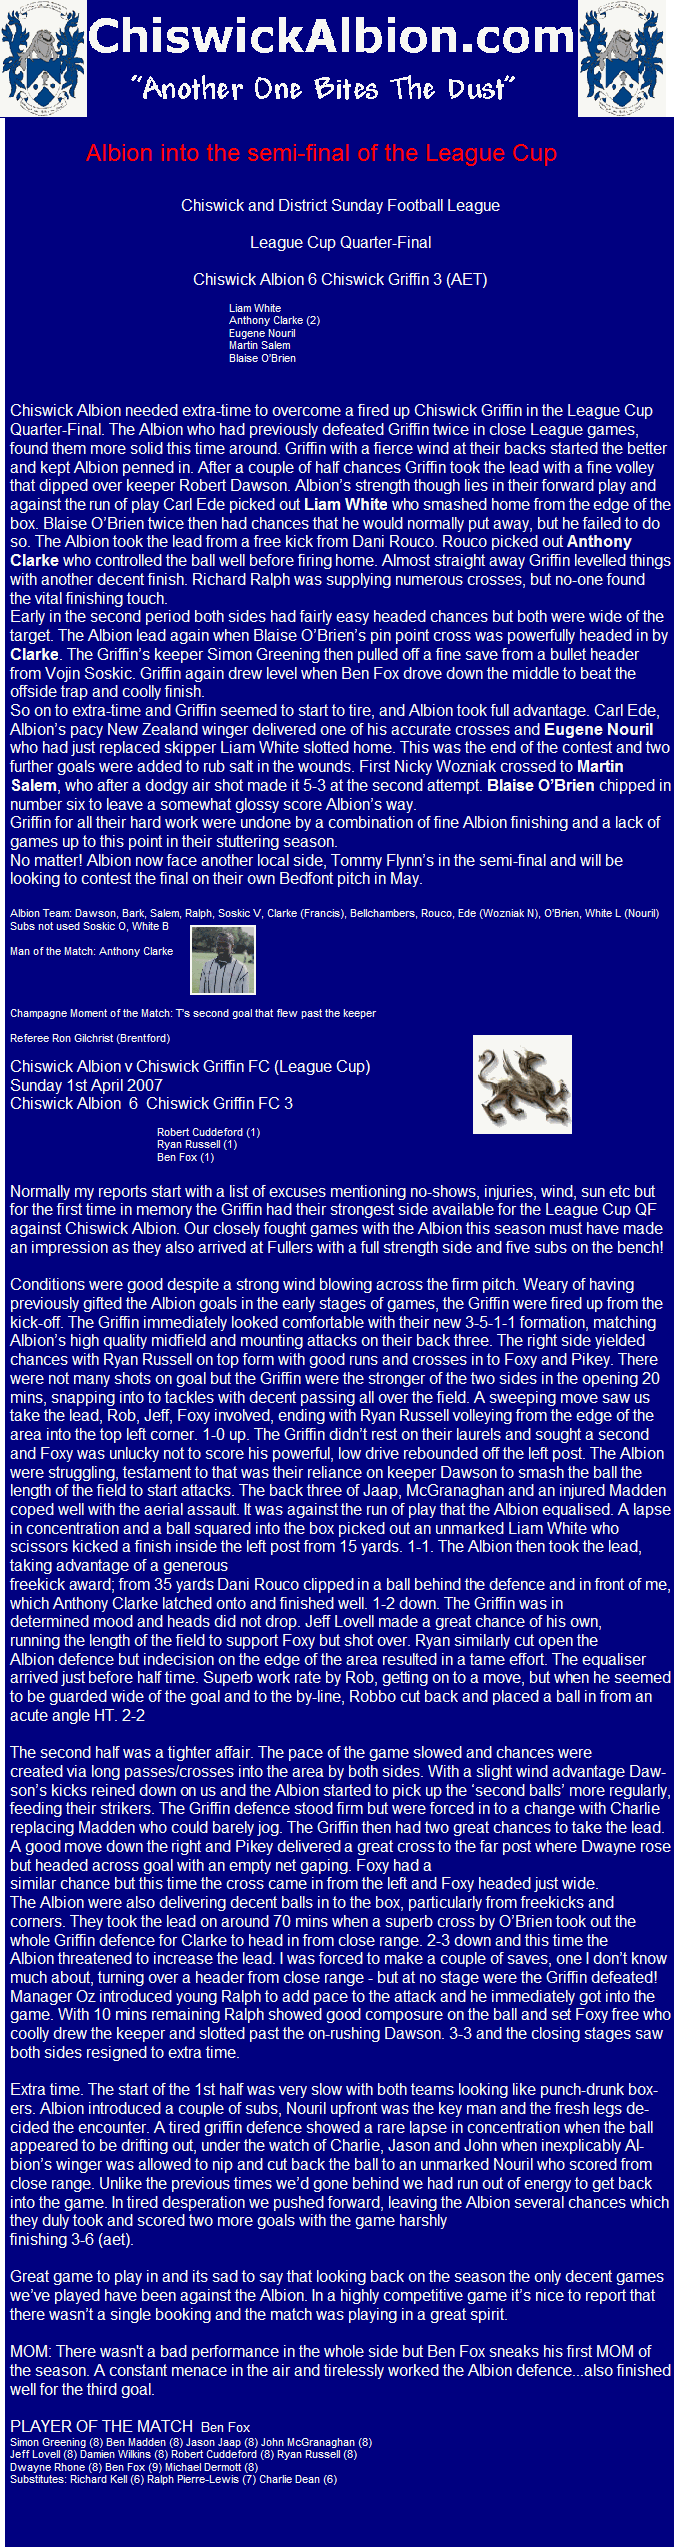 ChiswickAlbion.com
"Another One Bites The Dust"
Albion into the semi-final of the League Cup
Chiswick and District Sunday Football League
League Cup Quarter-Final
Chiswick Albion 6 Chiswick Griffin 3 (AET)
Liam White
Anthony Clarke (2)
Eugene Nouril
Martin Salem
Blaise O'Brien
Chiswick Albion needed extra-time to overcome a fired up Chiswick Griffin in the League Cup
Quarter-Final. The Albion who had previously defeated Griffin twice in close League games,
found them more solid this time around. Griffin with a fierce wind at their backs started the better
and kept Albion penned in. After a couple of half chances Griffin took the lead with a fine volley
that dipped over keeper Robert Dawson. Albion's strength though lies in their forward play and
against the run of play Carl Ede picked out Liam White who smashed home from the edge of the
box. Blaise O'Brien twice then had chances that he would normally put away, but he failed to do
so. The Albion took the lead from a free kick from Dani Rouco. Rouco picked out Anthony
Clarke who controlled the ball well before firing home. Almost straight away Griffin levelled things
with another decent finish. Richard Ralph was supplying numerous crosses, but no-one found
the vital finishing touch.
Early in the second period both sides had fairly easy headed chances but both were wide of the
target. The Albion lead again when Blaise O'Brien's pin point cross was powerfully headed in by
Clarke. The Griffin's keeper Simon Greening then pulled off a fine save from a bullet header
from Vojin Soskic. Griffin again drew level when Ben Fox drove down the middle to beat the
offside trap and coolly finish.
So on to extra-time and Griffin seemed to start to tire, and Albion took full advantage. Carl Ede,
Albion's pacy New Zealand winger delivered one of his accurate crosses and Eugene Nouril
who had just replaced skipper Liam White slotted home. This was the end of the contest and two
further goals were added to rub salt in the wounds. First Nicky Wozniak crossed to Martin
Salem, who after a dodgy air shot made it 5-3 at the second attempt. Blaise O'Brien chipped in
number six to leave a somewhat glossy score Albion's way.
Griffin for all their hard work were undone by a combination of fine Albion finishing and a lack of
games up to this point in their stuttering season.
No matter! Albion now face another local side, Tommy Flynn's in the semi-final and will be
looking to contest the final on their own Bedfont pitch in May.
Albion Team: Dawson, Bark, Salem, Ralph, Soskic V, Clarke (Francis), Bellchambers, Rouco, Ede (Wozniak N), O'Brien, White L (Nouril)
Subs not used Soskic O, White B
Man of the Match: Anthony Clarke
Champagne Moment of the Match: T's second goal that flew past the keeper
Referee Ron Gilchrist (Brentford)
Chiswick Albion v Chiswick Griffin FC (League Cup)
Sunday 1st April 2007
Chiswick Albion 6 Chiswick Griffin FC 3
Robert Cuddeford (1)
Ryan Russell (1)
Ben Fox (1)
Normally my reports start with a list of excuses mentioning no-shows, injuries, wind, sun etc but
for the first time in memory the Griffin had their strongest side available for the League Cup QF
against Chiswick Albion. Our closely fought games with the Albion this season must have made
an impression as they also arrived at Fullers with a full strength side and five subs on the bench!
Conditions were good despite a strong wind blowing across the firm pitch. Weary of having
previously gifted the Albion goals in the early stages of games, the Griffin were fired up from the
kick-off. The Griffin immediately looked comfortable with their new 3-5-1-1 formation, matching
Albion's high quality midfield and mounting attacks on their back three. The right side yielded
chances with Ryan Russell on top form with good runs and crosses in to Foxy and Pikey. There
were not many shots on goal but the Griffin were the stronger of the two sides in the opening 20
mins, snapping into to tackles with decent passing all over the field. A sweeping move saw us
take the lead, Rob, Jeff, Foxy involved, ending with Ryan Russell volleying from the edge of the
area into the top left corner. 1-0 up. The Griffin didn't rest on their laurels and sought a second
and Foxy was unlucky not to score his powerful, low drive rebounded off the left post. The Albion
were struggling, testament to that was their reliance on keeper Dawson to smash the ball the
length of the field to start attacks. The back three of Jaap, McGranaghan and an injured Madden
coped well with the aerial assault. It was against the run of play that the Albion equalised. A lapse
in concentration and a ball squared into the box picked out an unmarked Liam White who
scissors kicked a finish inside the left post from 15 yards. 1-1. The Albion then took the lead,
taking advantage of a generous
freekick award; from 35 yards Dani Rouco clipped in a ball behind the defence and in front of me,
which Anthony Clarke latched onto and finished well. 1-2 down. The Griffin was in
determined mood and heads did not drop. Jeff Lovell made a great chance of his own,
running the length of the field to support Foxy but shot over. Ryan similarly cut open the
Albion defence but indecision on the edge of the area resulted in a tame effort. The equaliser
arrived just before half time. Superb work rate by Rob, getting on to a move, but when he seemed
to be guarded wide of the goal and to the by-line, Robbo cut back and placed a ball in from an
acute angle HT. 2-2
The second half was a tighter affair. The pace of the game slowed and chances were
created via long passes/crosses into the area by both sides. With a slight wind advantage Daw-
son's kicks reined down on us and the Albion started to pick up the 'second balls' more regularly,
feeding their strikers. The Griffin defence stood firm but were forced in to a change with Charlie
replacing Madden who could barely jog. The Griffin then had two great chances to take the lead.
A good move down the right and Pikey delivered a great cross to the far post where Dwayne rose
but headed across goal with an empty net gaping. Foxy had a
similar chance but this time the cross came in from the left and Foxy headed just wide.
The Albion were also delivering decent balls in to the box, particularly from freekicks and
corners. They took the lead on around 70 mins when a superb cross by O'Brien took out the
whole Griffin defence for Clarke to head in from close range. 2-3 down and this time the
Albion threatened to increase the lead. I was forced to make a couple of saves, one I don't know
much about, turning over a header from close range - but at no stage were the Griffin defeated!
Manager Oz introduced young Ralph to add pace to the attack and he immediately got into the
game. With 10 mins remaining Ralph showed good composure on the ball and set Foxy free who
coolly drew the keeper and slotted past the on-rushing Dawson. 3-3 and the closing stages saw
both sides resigned to extra time.
Extra time. The start of the 1st half was very slow with both teams looking like punch-drunk box-
ers. Albion introduced a couple of subs, Nouril upfront was the key man and the fresh legs de-
cided the encounter. A tired griffin defence showed a rare lapse in concentration when the ball
appeared to be drifting out, under the watch of Charlie, Jason and John when inexplicably Al-
bion's winger was allowed to nip and cut back the ball to an unmarked Nouril who scored from
close range. Unlike the previous times we'd gone behind we had run out of energy to get back
into the game. In tired desperation we pushed forward, leaving the Albion several chances which
they duly took and scored two more goals with the game harshly
finishing 3-6 (aet).
Great game to play in and its sad to say that looking back on the season the only decent games
we've played have been against the Albion. In a highly competitive game it's nice to report that
there wasn't a single booking and the match was playing in a great spirit.
MOM: There wasn't a bad performance in the whole side but Ben Fox sneaks his first MOM of
the season. A constant menace in the air and tirelessly worked the Albion defence...also finished
well for the third goal.
PLAYER OF THE MATCH Ben Fox
Simon Greening (8) Ben Madden (8) Jason Jaap (8) John McGranaghan (8)
Jeff Lovell (8) Damien Wilkins (8) Robert Cuddeford (8) Ryan Russell (8)
Dwayne Rhone (8) Ben Fox (9) Michael Dermott (8)
Substitutes: Richard Kell (6) Ralph Pierre-Lewis (7) Charlie Dean (6)